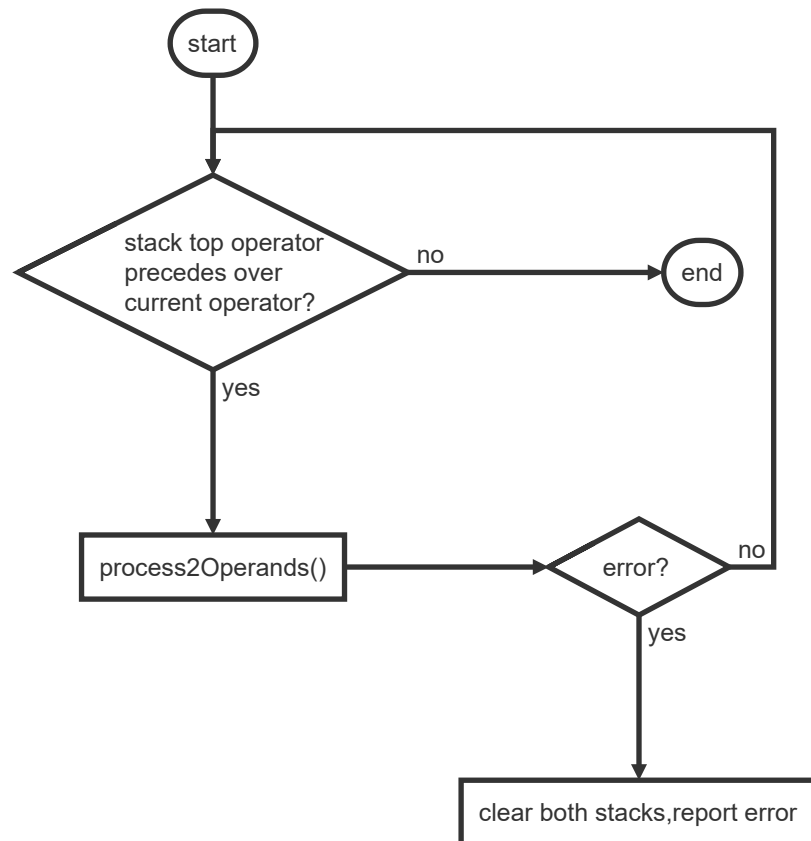 start
stack top operator
precedes over
current operator?
no
end
yes
process2Operands()
error?
no
yes
clear both stacks,report error